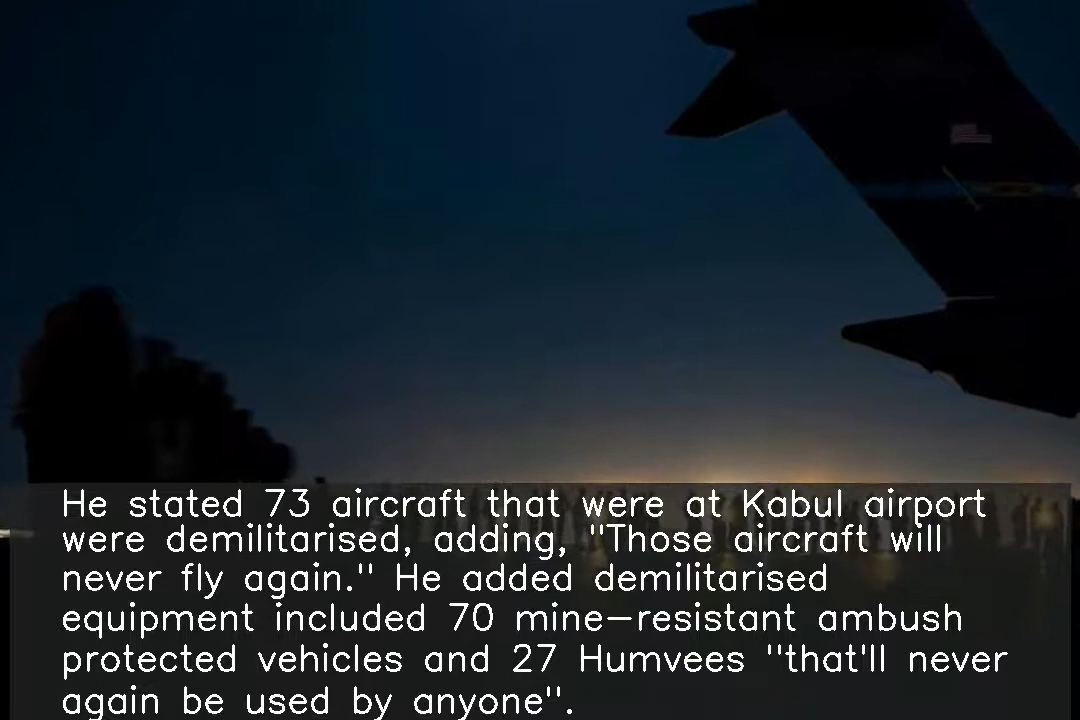 He stated 73 aircraft that were at Kabul airport
were demilitarised, adding, "Those aircraft will
never fly again." He added demilitarised
equipment included 70 mine-resistant ambush
protected vehicles and 27 Humvees "that'll never
again be used by anyone".